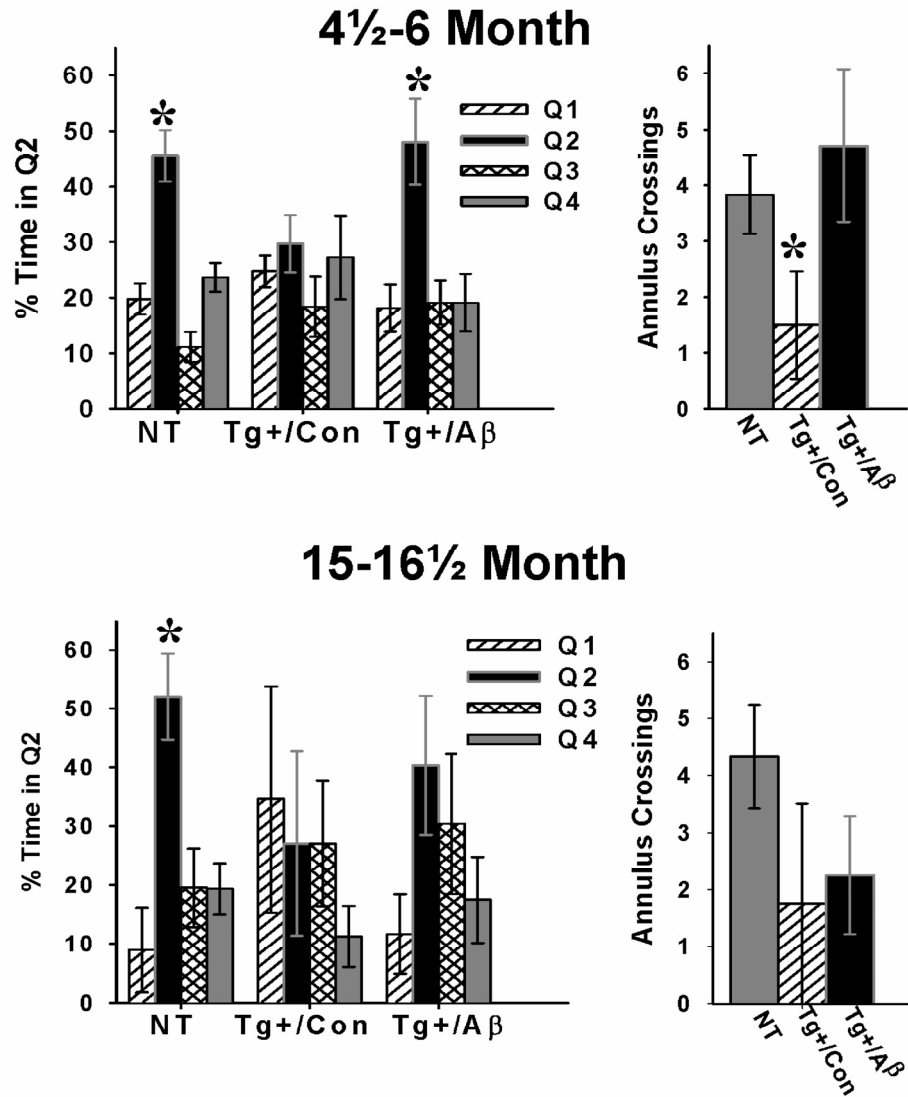 4½-6 Month
% Time in Q2
60
50
40
30
20
10
0
*
*
NT
Tg+/Con
Tg+/Aβ
Q1
Q2
Q3
Q4
Annulus Crossings
6
5
4
3
2
1
0
*
NT
Tg+/Con
Tg+/Aβ
15-16½ Month
% Time in Q2
60
50
40
30
20
10
0
*
NT
Tg+/Con
Tg+/Aβ
Q1
Q2
Q3
Q4
Annulus Crossings
6
5
4
3
2
1
0
NT
Tg+/Con
Tg+/Aβ